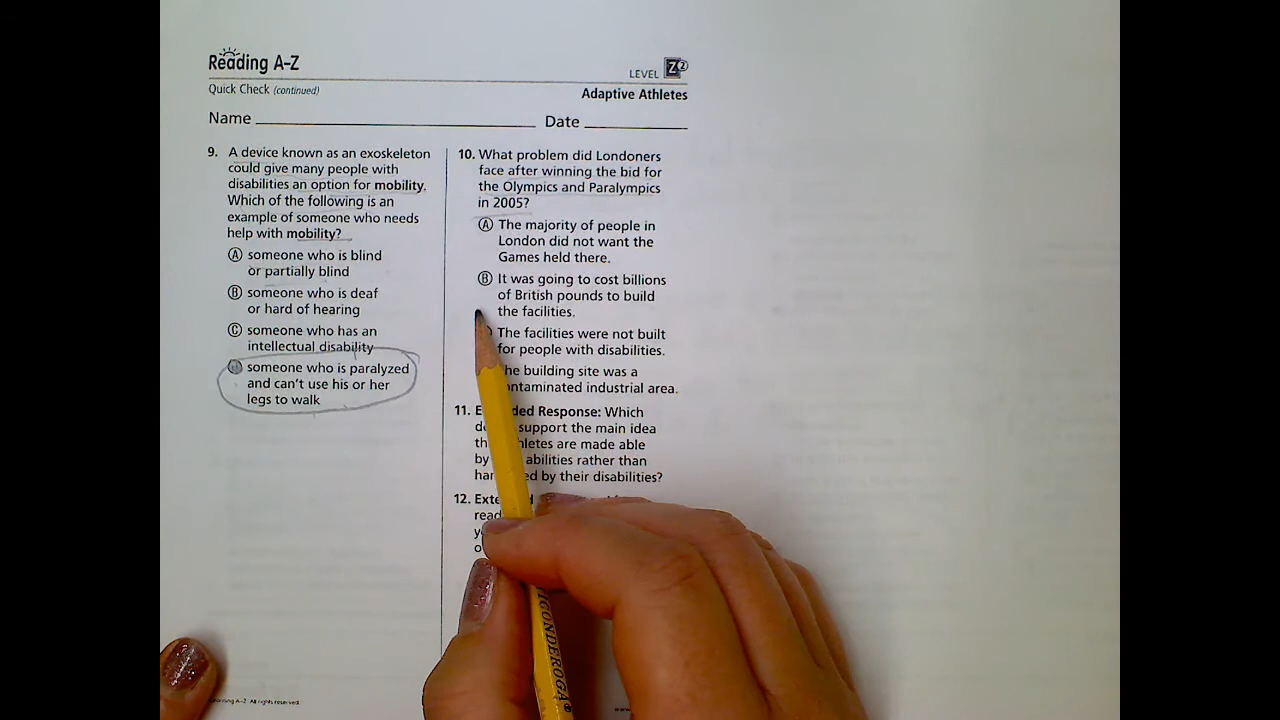 Reading A-Z
LEVEL Z2
Quick Check (continued)
Adaptive Athletes
Name
Date
9. A device known as an exoskeleton
could give many people with
disabilities an option for mobility.
Which of the following is an
example of someone who needs
help with mobility?
A someone who is blind
or partially blind
B someone who is deaf
or hard of hearing
C someone who has an
intellectual disability
someone who is paralyzed
and can't use his or her
legs to walk
10. What problem did Londoners
face after winning the bid for
the Olympics and Paralympics
in 2005?
A The majority of people in
London did not want the
Games held there.
B It was going to cost billions
of British pounds to build
the facilities.
The facilities were not built
for people with disabilities.
building site was a
industrial area.
11. Response: Which
support the main idea
are made able
by abilities rather than
by their disabilities?
12.
A-Z All rights reserved.